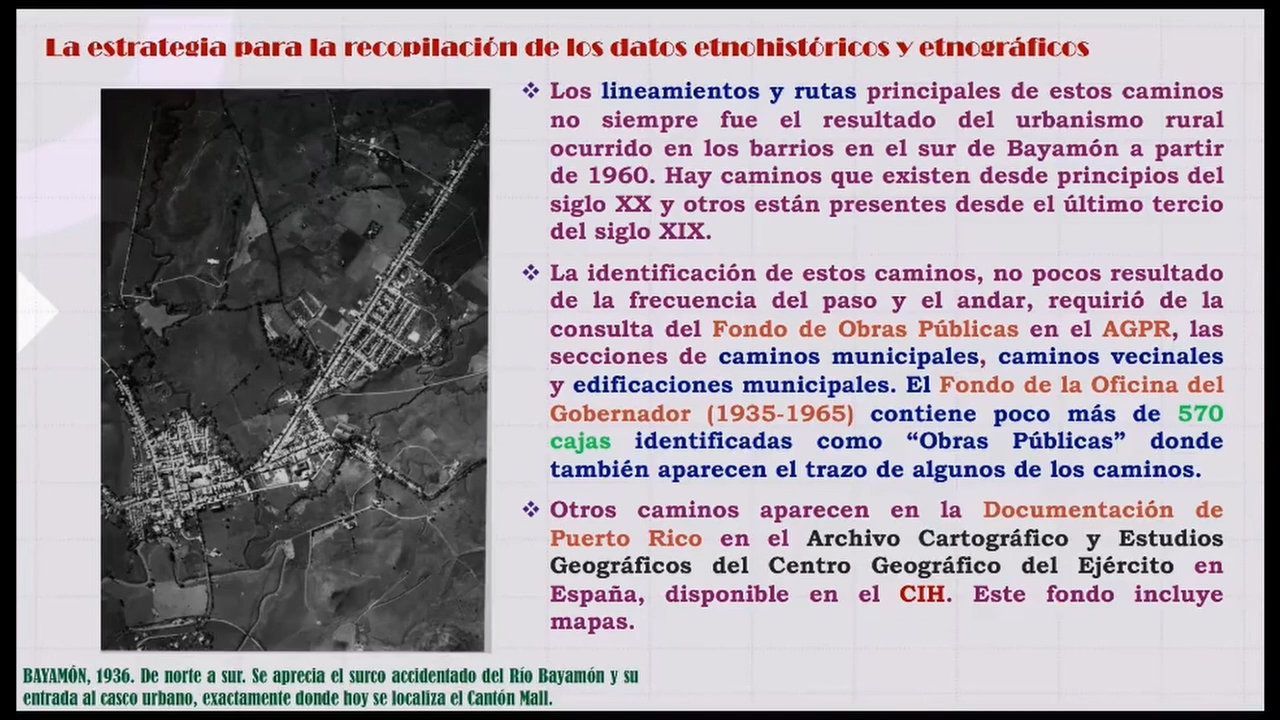 La estrategia para la recopilación de los datos etnohistóricos y etnográficos
❖ Los lineamientos y rutas principales de estos caminos
no siempre fue el resultado del urbanismo rural
ocurrido en los barrios en el sur de Bayamón a partir
de 1960. Hay caminos que existen desde principios del
siglo XX y otros están presentes desde el último tercio
del siglo XIX.
❖ La identificación de estos caminos, no pocos resultado
de la frecuencia del paso y el andar, requirió de la
consulta del Fondo de Obras Públicas en el AGPR, las
secciones de caminos municipales, caminos vecinales
y edificaciones municipales. El Fondo de la Oficina del
Gobernador (1935-1965) contiene poco más de 570
cajas identificadas como “Obras Públicas” donde
también aparecen el trazo de algunos de los caminos.
❖ Otros caminos aparecen en la Documentación de
Puerto Rico en el Archivo Cartográfico y Estudios
Geográficos del Centro Geográfico del Ejército en
España, disponible en el CIH. Este fondo incluye
mapas.
BAYAMÓN, 1936. De norte a sur. Se aprecia el surco accidentado del Río Bayamón y su
entrada al casco urbano, exactamente donde hoy se localiza el Cantón Mall.